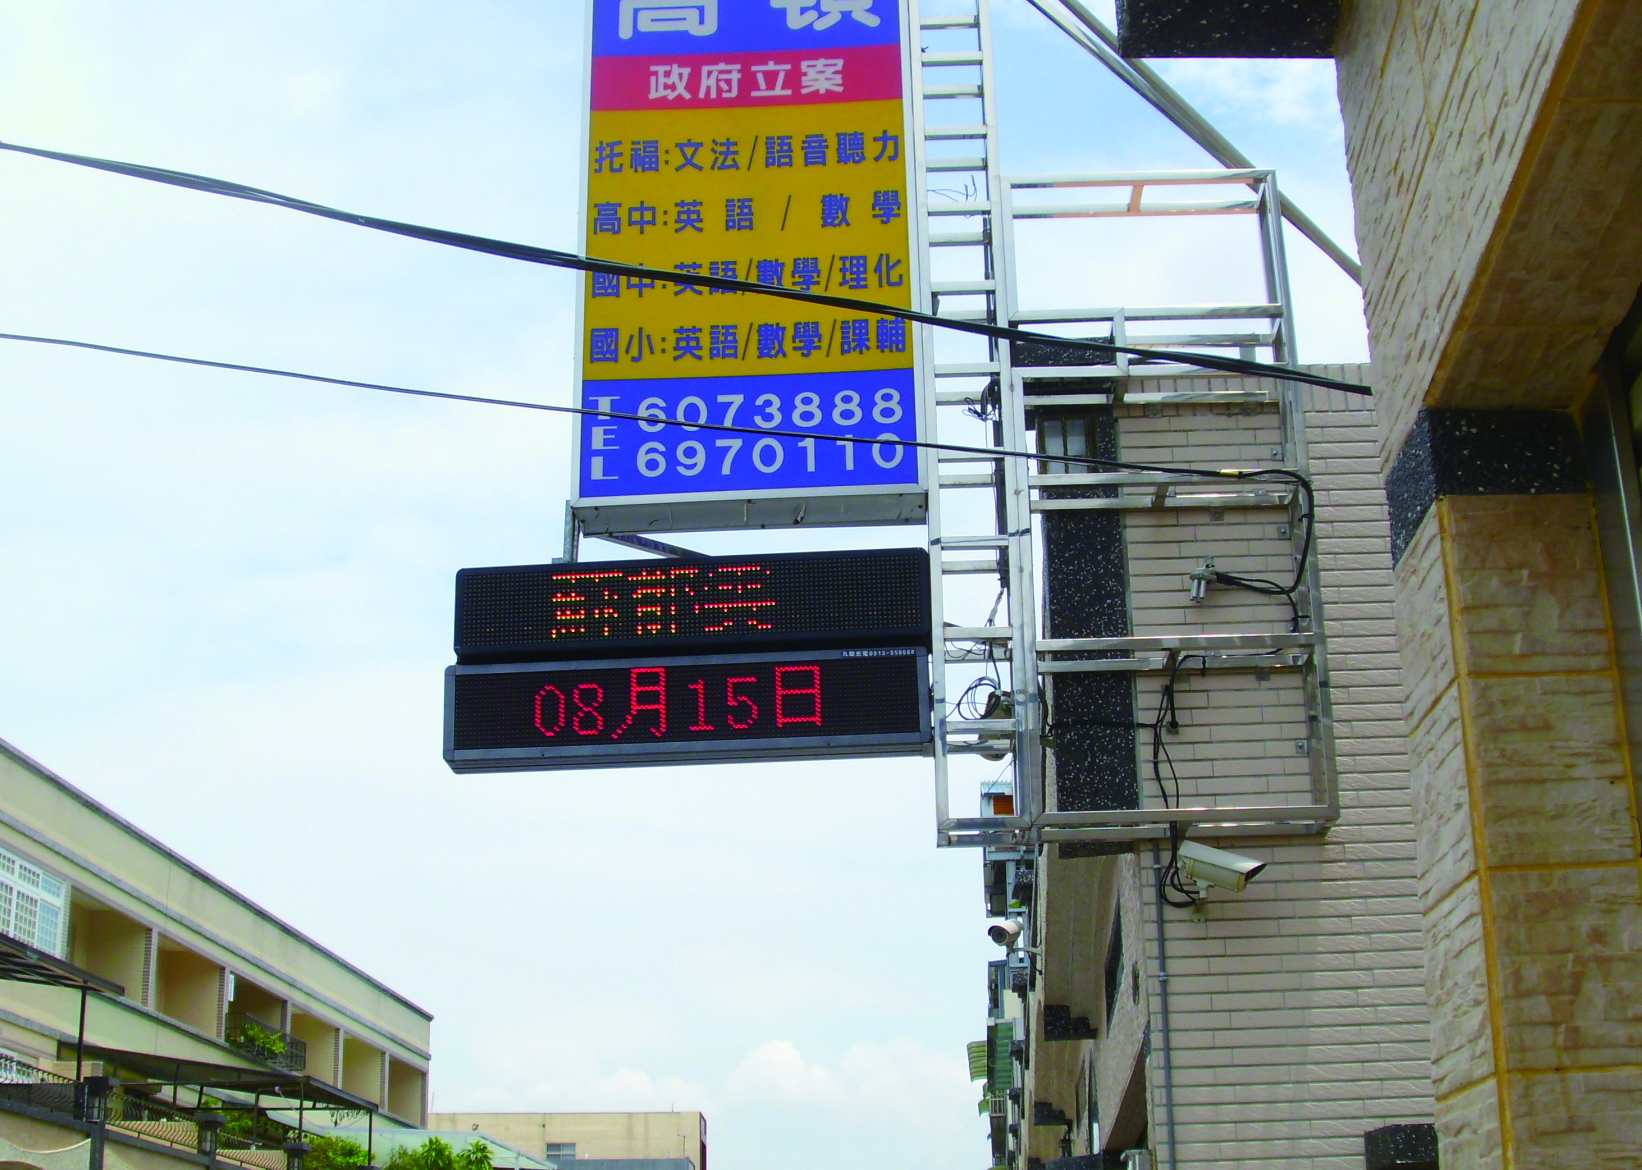 政府立案
托福:文法/語音聽力
高中:英語/數學
國中:英語/數學/理化
國小:英語/數學/課輔
TEL
6073888
6970110
08月15日